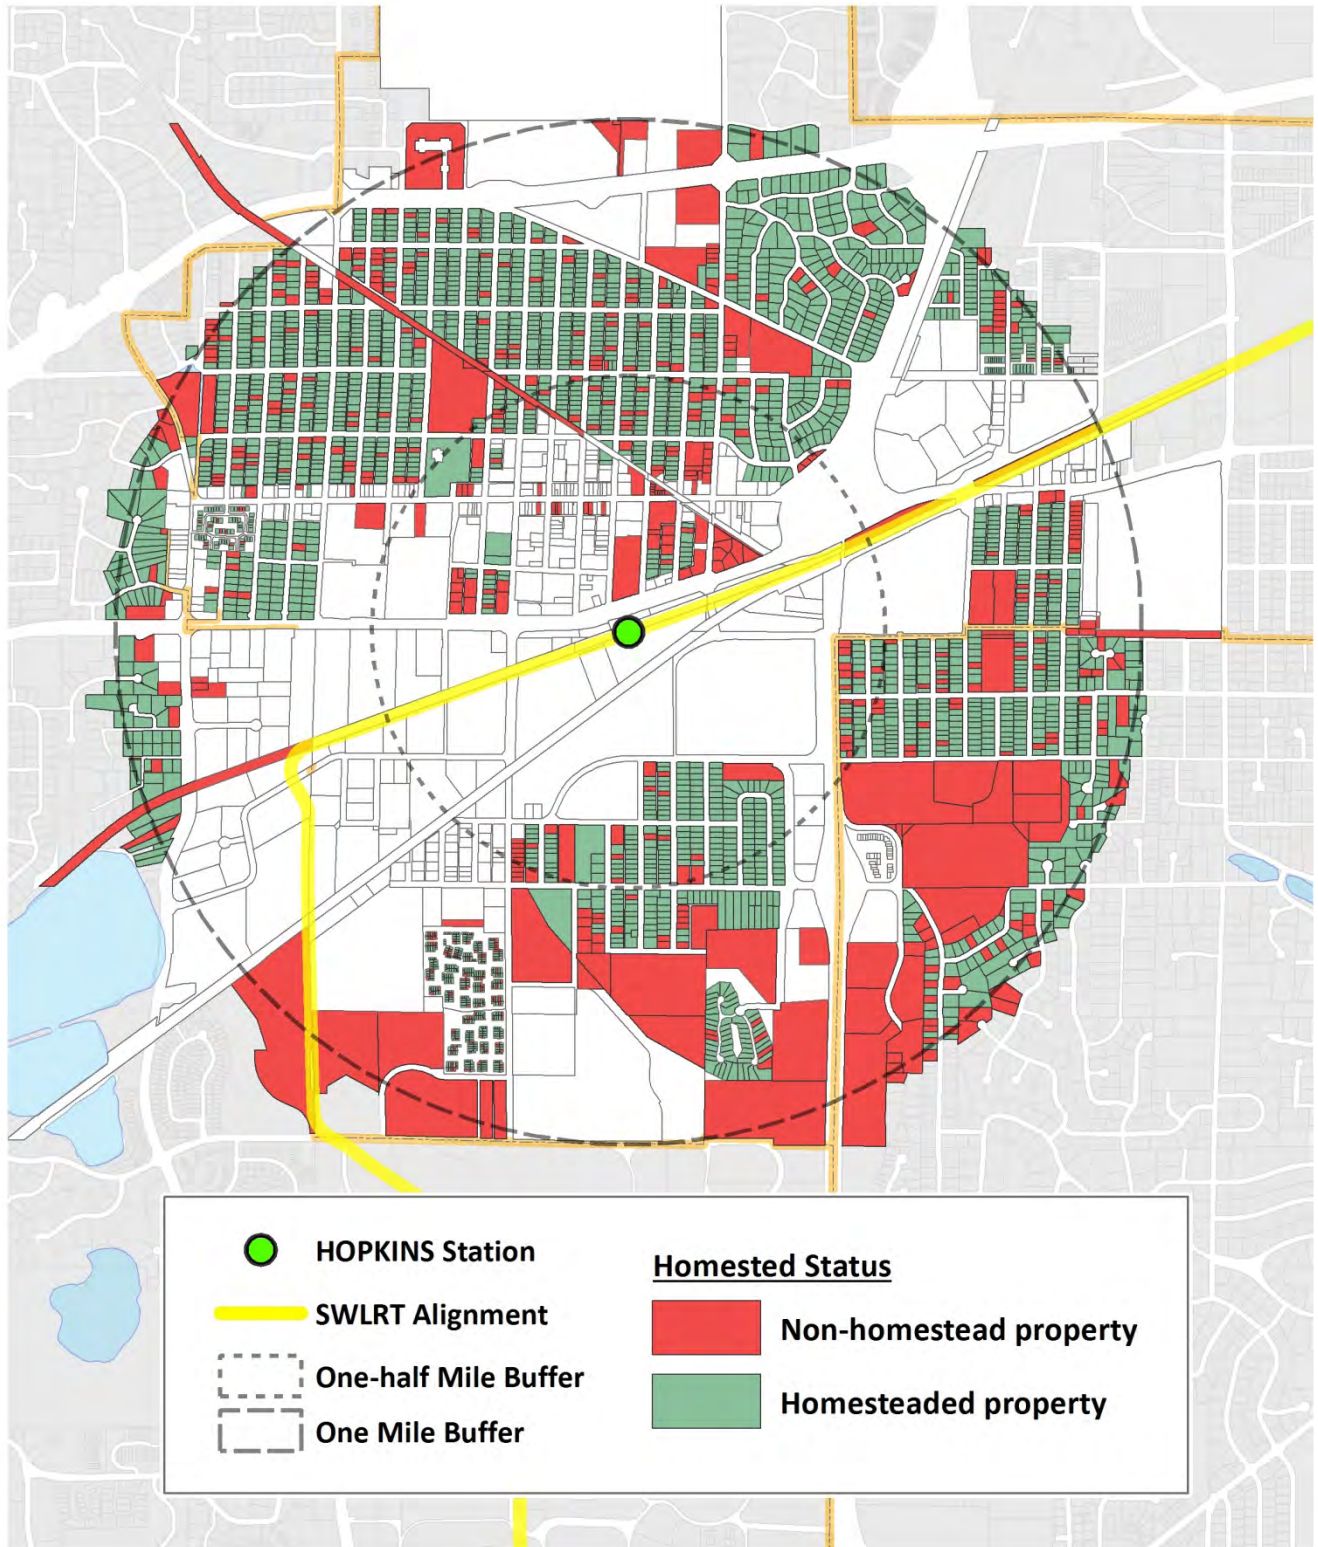 HOPKINS Station
SWLRT Alignment
One-half Mile Buffer
One Mile Buffer
Homested Status
Non-homestead property
Homesteaded property